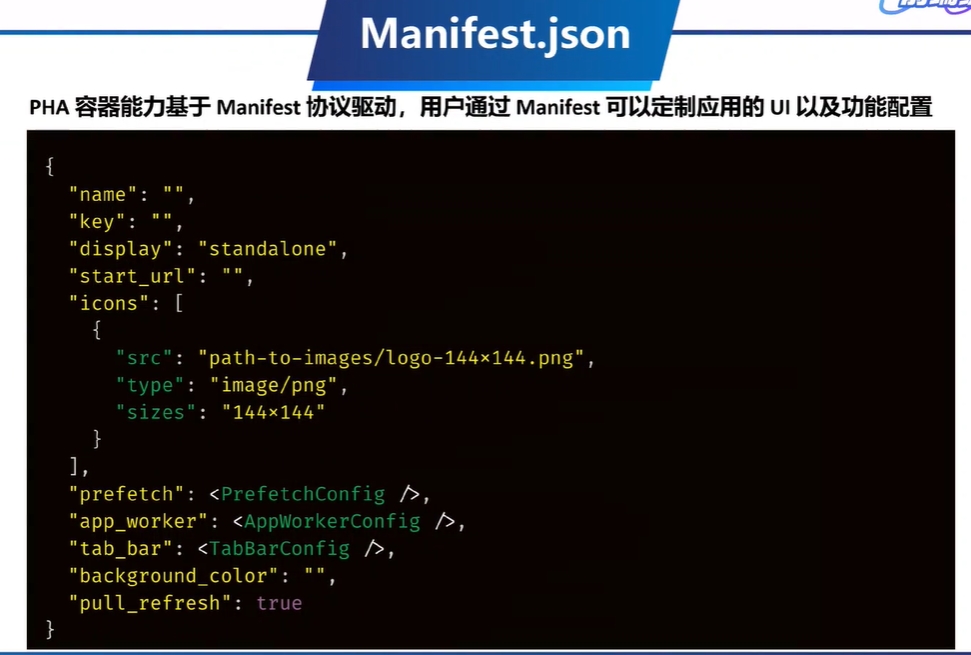 Manifest.json
PHA 容器能力基于 Manifest 协议驱动，用户通过 Manifest 可以定制应用的 UI 以及功能配置
{
"name": "",
"key": "",
"display": "standalone",
"start_url": "",
"icons": [
{
"src": "path-to-images/logo-144×144.png",
"type": "image/png",
"sizes": "144×144"
}
],
"prefetch": <PrefetchConfig />,
"app_worker": <AppWorkerConfig />,
"tab_bar": <TabBarConfig />,
"background_color": "",
"pull_refresh": true
}